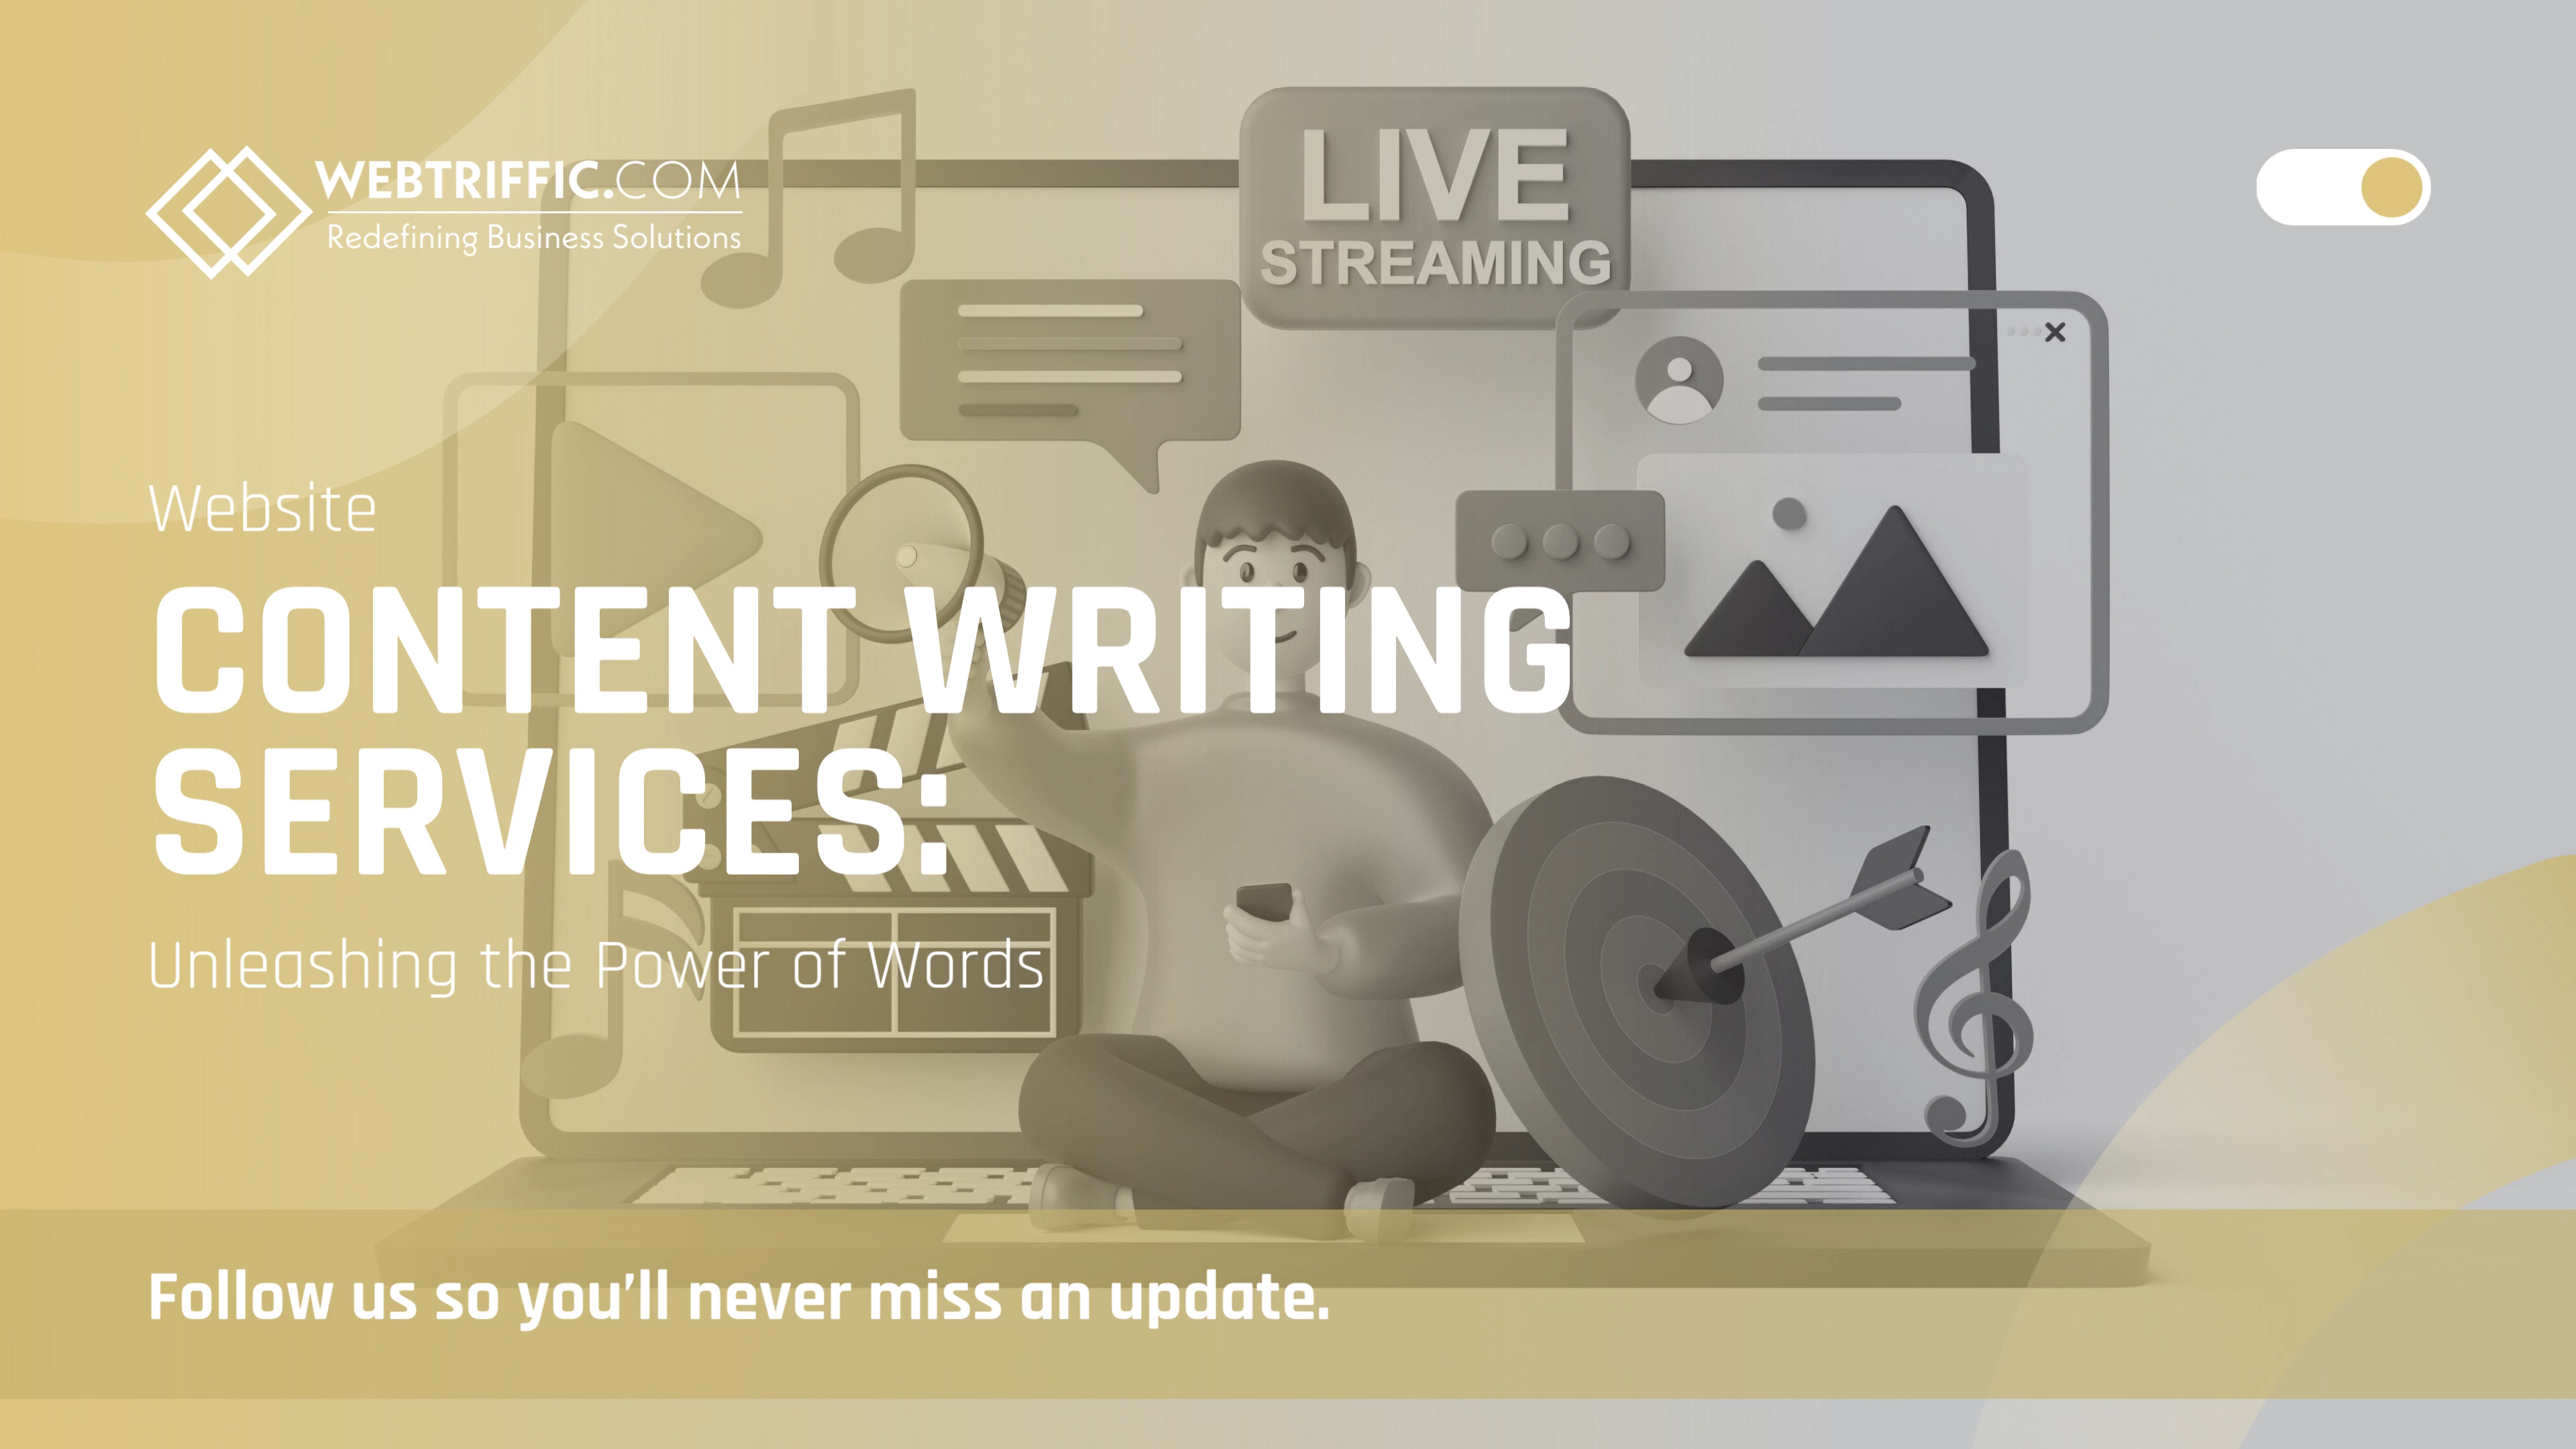 WEBTRIFFIC.COM
Redefining Business Solutions
LIVE
STREAMING
Website
CONTENT WRITING
SERVICES:
Unleashing the Power of Words
Follow us so you’ll never miss an update.